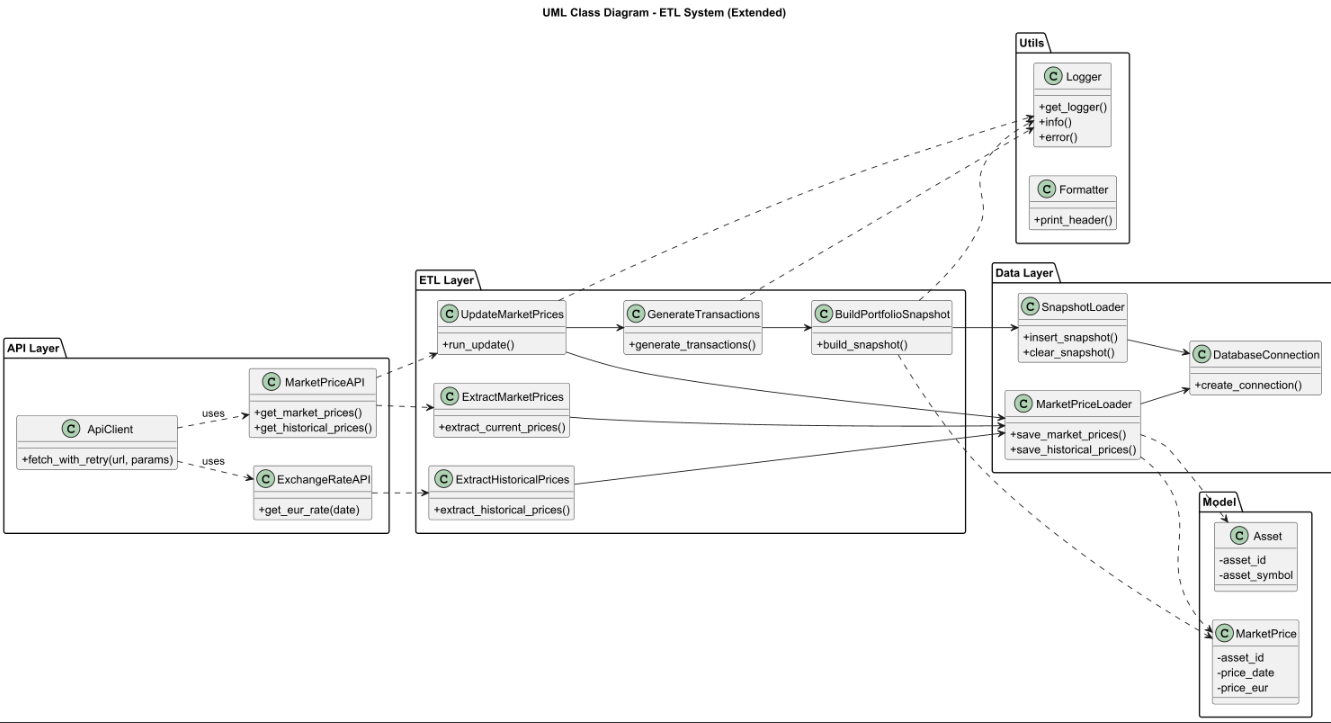 UML Class Diagram - ETL System (Extended)
Utils
C Logger
+get_logger()
+info()
+error()
C Formatter
+print_header()
ETL Layer
C UpdateMarketPrices
+run_update()
C GenerateTransactions
+generate_transactions()
C BuildPortfolioSnapshot
+build_snapshot()
C ExtractMarketPrices
+extract_current_prices()
C ExtractHistoricalPrices
+extract_historical_prices()
Data Layer
C SnapshotLoader
+insert_snapshot()
+clear_snapshot()
C DatabaseConnection
+create_connection()
C MarketPriceLoader
+save_market_prices()
+save_historical_prices()
API Layer
C MarketPriceAPI
+get_market_prices()
+get_historical_prices()
C ApiClient
+fetch_with_retry(url, params)
uses
uses
C ExchangeRateAPI
+get_eur_rate(date)
Model
C Asset
-asset_id
-asset_symbol
C MarketPrice
-asset_id
-price_date
-price_eur